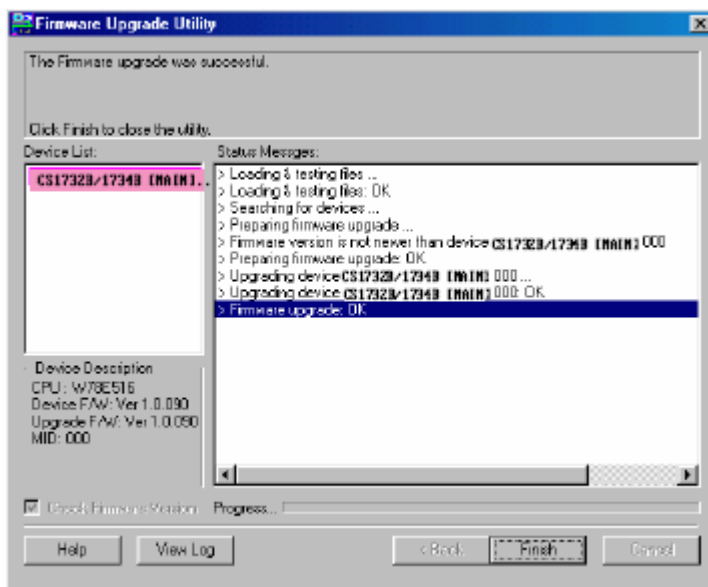 Firmware Upgrade Utility
The Firmware upgrade was successful.
Click Finish to close the utility.
Device List:
Status Messges:
CS1732B/1734B [MAIN]..
> Loading & testing files ...
> Loading & testing files: OK
> Searching for devices ...
> Preparing firmware upgrade ...
> Firmware version is not newer than device CS1732B/1734B [MAIN] 000
> Preparing firmware upgrade: OK
> Upgrading device CS1732B/1734B [MAIN] 000 ...
> Upgrading device CS1732B/1734B [MAIN] 000: OK
> Firmware upgrade: OK
Device Description
CPU : W78E516
Device F/W: Ver 1.0.090
Upgrade F/W: Ver 1.0.090
MID: 000
Check Firmware Version
Progress...
Help
View Log
< Back
Finish
Cancel